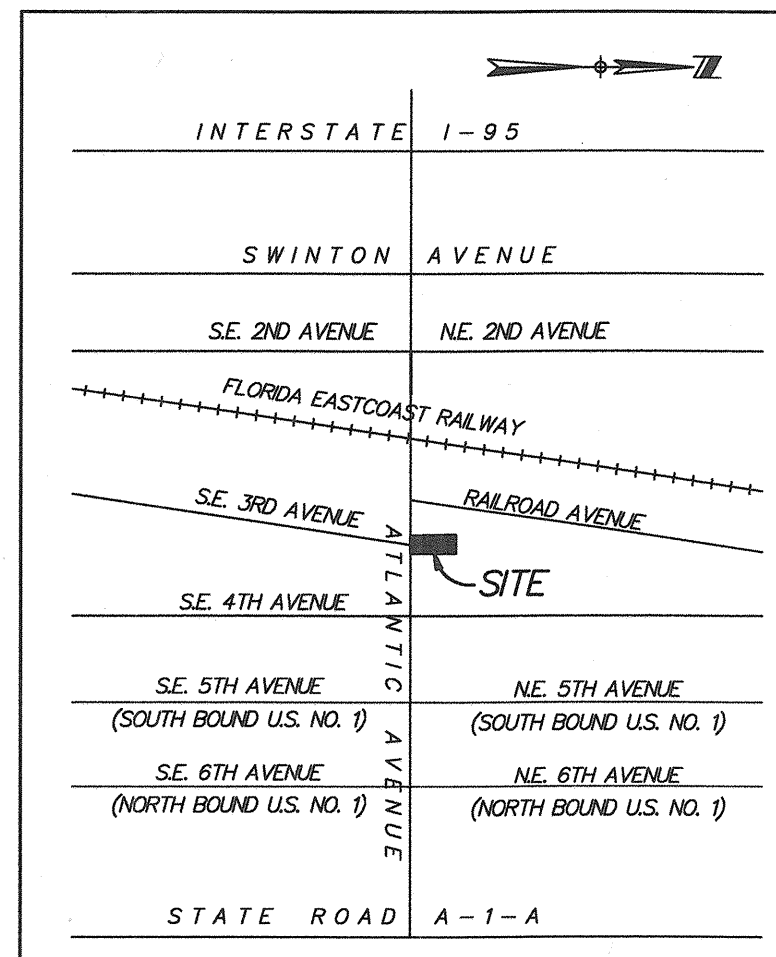 N
INTERSTATE I-95
SWINTON AVENUE
S.E. 2ND AVENUE N.E. 2ND AVENUE
FLORIDA EASTCOAST RAILWAY
S.E. 3RD AVENUE
RAILROAD AVENUE
ATLANTIC AVENUE
SITE
S.E. 4TH AVENUE
S.E. 5TH AVENUE N.E. 5TH AVENUE
(SOUTH BOUND U.S. NO. 1) (SOUTH BOUND U.S. NO. 1)
S.E. 6TH AVENUE N.E. 6TH AVENUE
(NORTH BOUND U.S. NO. 1) (NORTH BOUND U.S. NO. 1)
STATE ROAD A-1-A